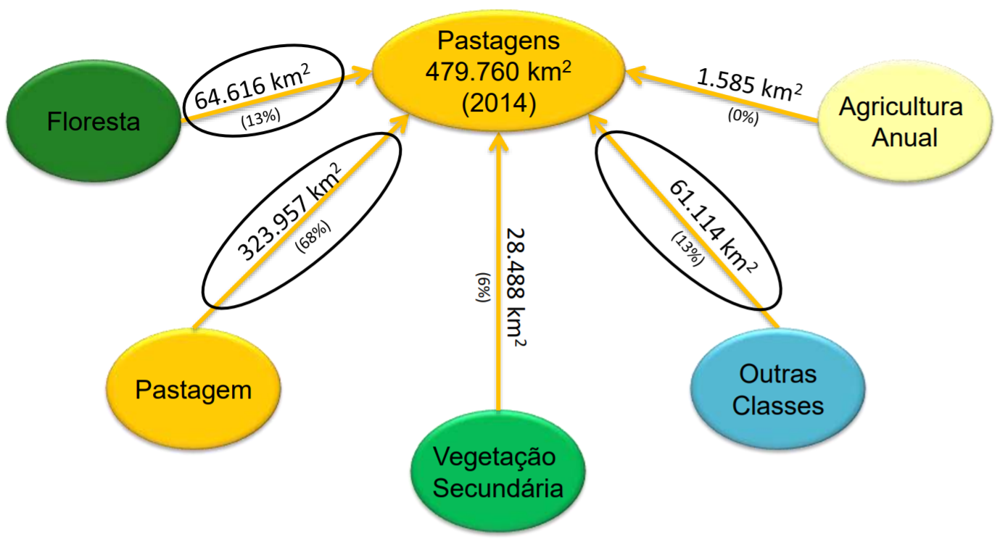 Pastagens
479.760 km²
(2014)
64.616 km²
(13%)
Floresta
1.585 km²
(0%)
Agricultura
Anual
323.957 km²
(68%)
28.488 km²
(6%)
61.114 km²
(13%)
Pastagem
Outras
Classes
Vegetação
Secundária